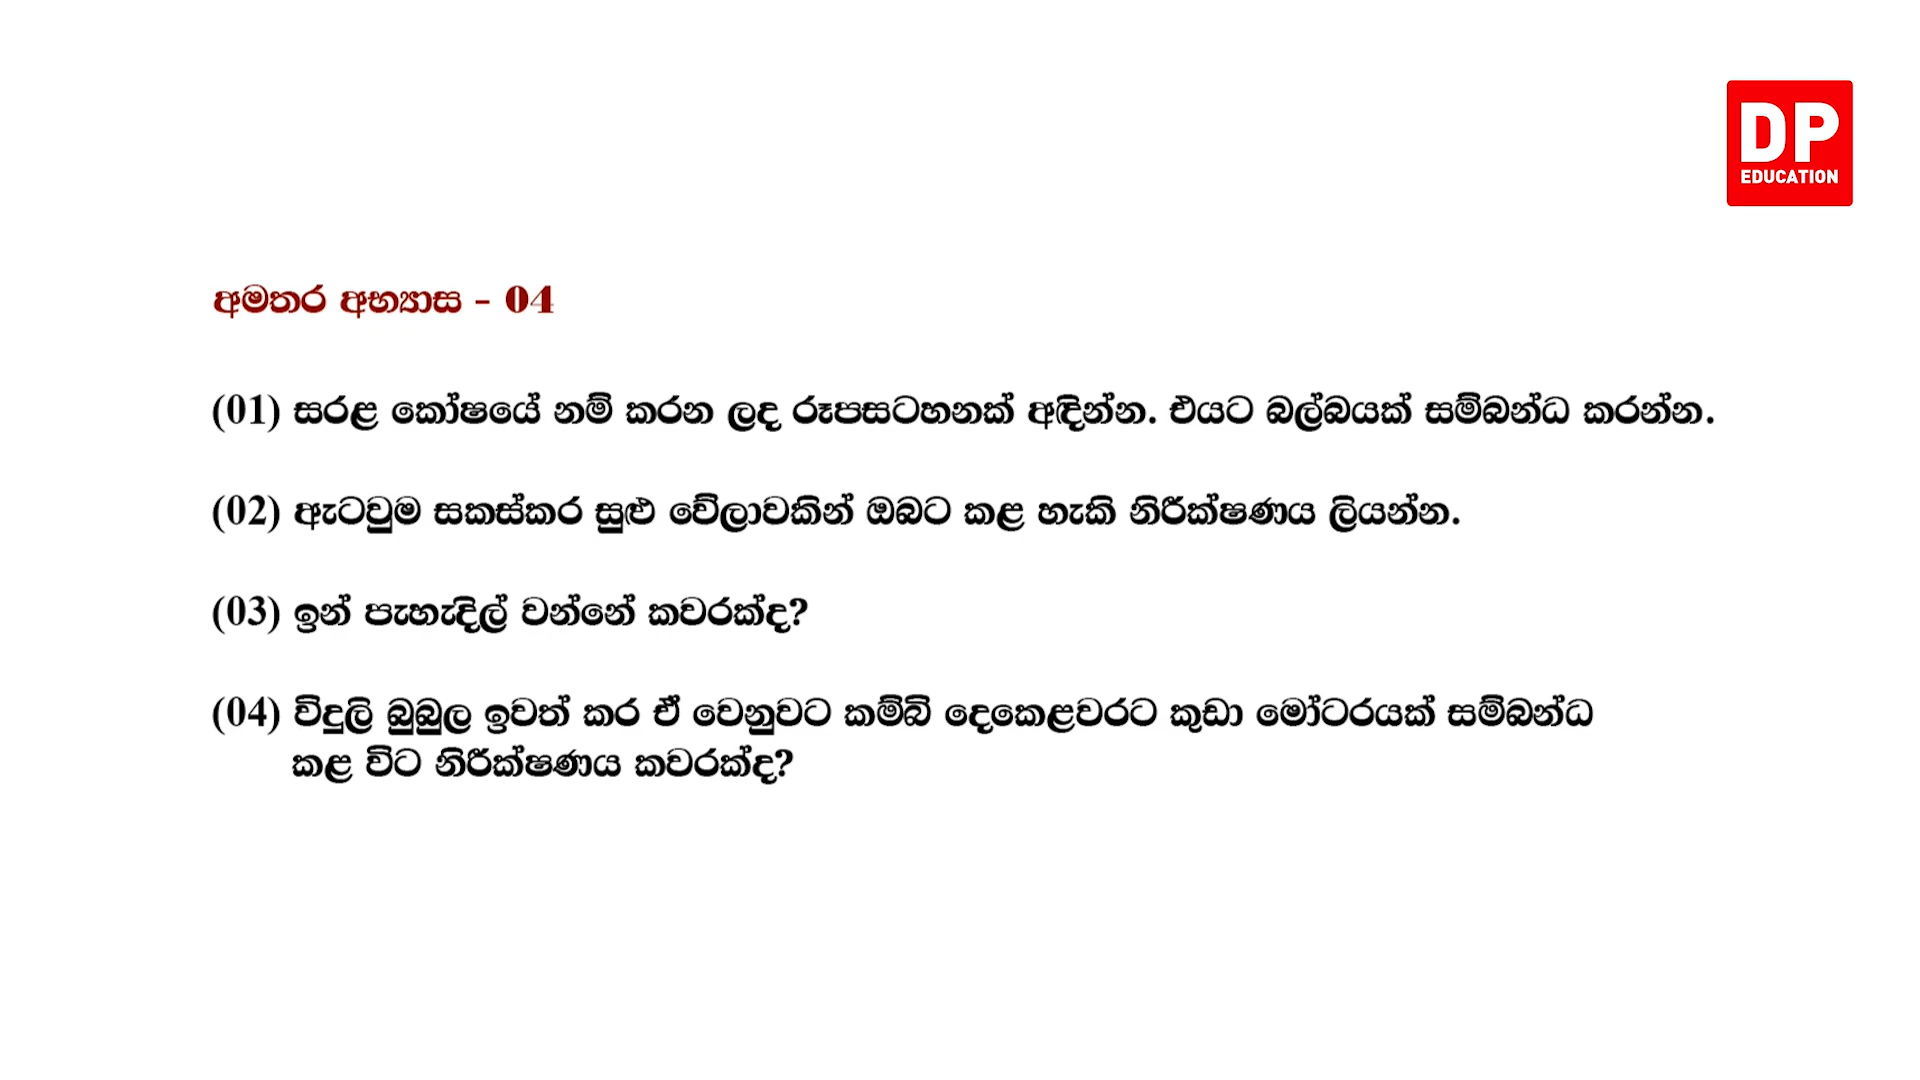 DP
EDUCATION
අමතර අභ්‍යාස - 04
(01) සරළ කෝෂයේ නම් කරන ලද රූපසටහනක් අඳින්න. එයට බල්බයක් සම්බන්ධ කරන්න.
(02) ඇටවුම සකස්කර සුළු වේලාවකින් ඔබට කළ හැකි නිරීක්ෂණය ලියන්න.
(03) ඉන් පැහැදිල් වන්නේ කවරක්ද?
(04) විදුලි බුබුල ඉවත් කර ඒ වෙනුවට කම්බි දෙකෙළවරට කුඩා මෝටරයක් සම්බන්ධ
කළ විට නිරීක්ෂණය කවරක්ද?